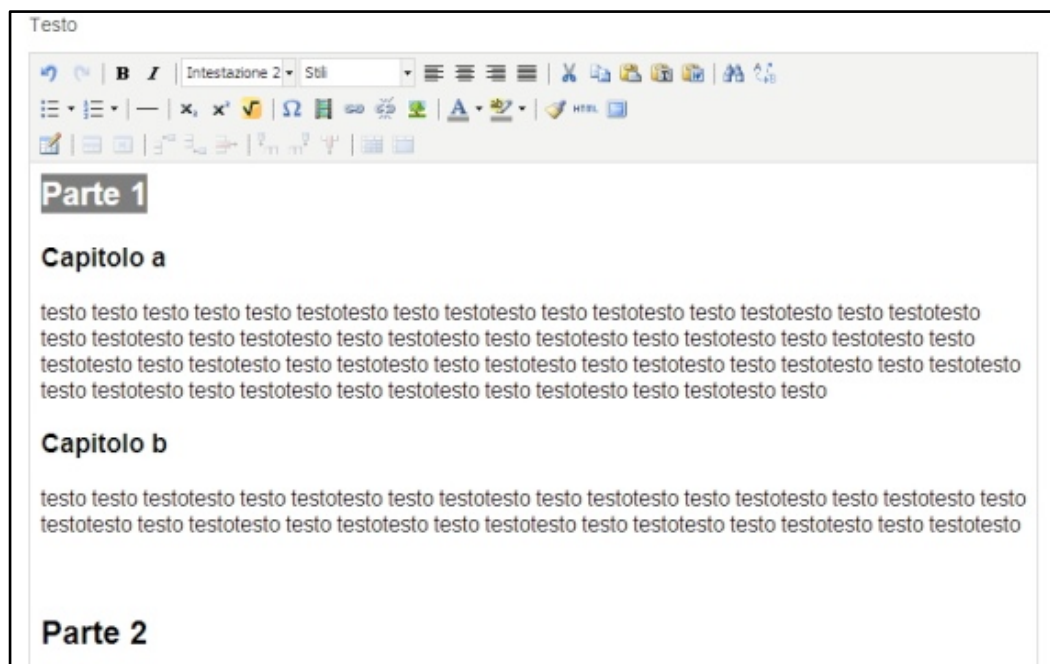 Testo
B I Intestazione 2 Stili
HTML
Parte 1
Capitolo a
testo testo testo testo testo testotesto testo testotesto testo testotesto testo testotesto testo testotesto
testo testotesto testo testotesto testo testotesto testo testotesto testo testotesto testo testotesto testo
testotesto testo testotesto testo testotesto testo testotesto testo testotesto testo testotesto testo testotesto
testo testotesto testo testotesto testo testotesto testo testotesto testo testotesto testo
Capitolo b
testo testo testotesto testo testotesto testo testotesto testo testotesto testo testotesto testo testotesto testo
testotesto testo testotesto testo testotesto testo testotesto testo testotesto testo testotesto testo testotesto
Parte 2